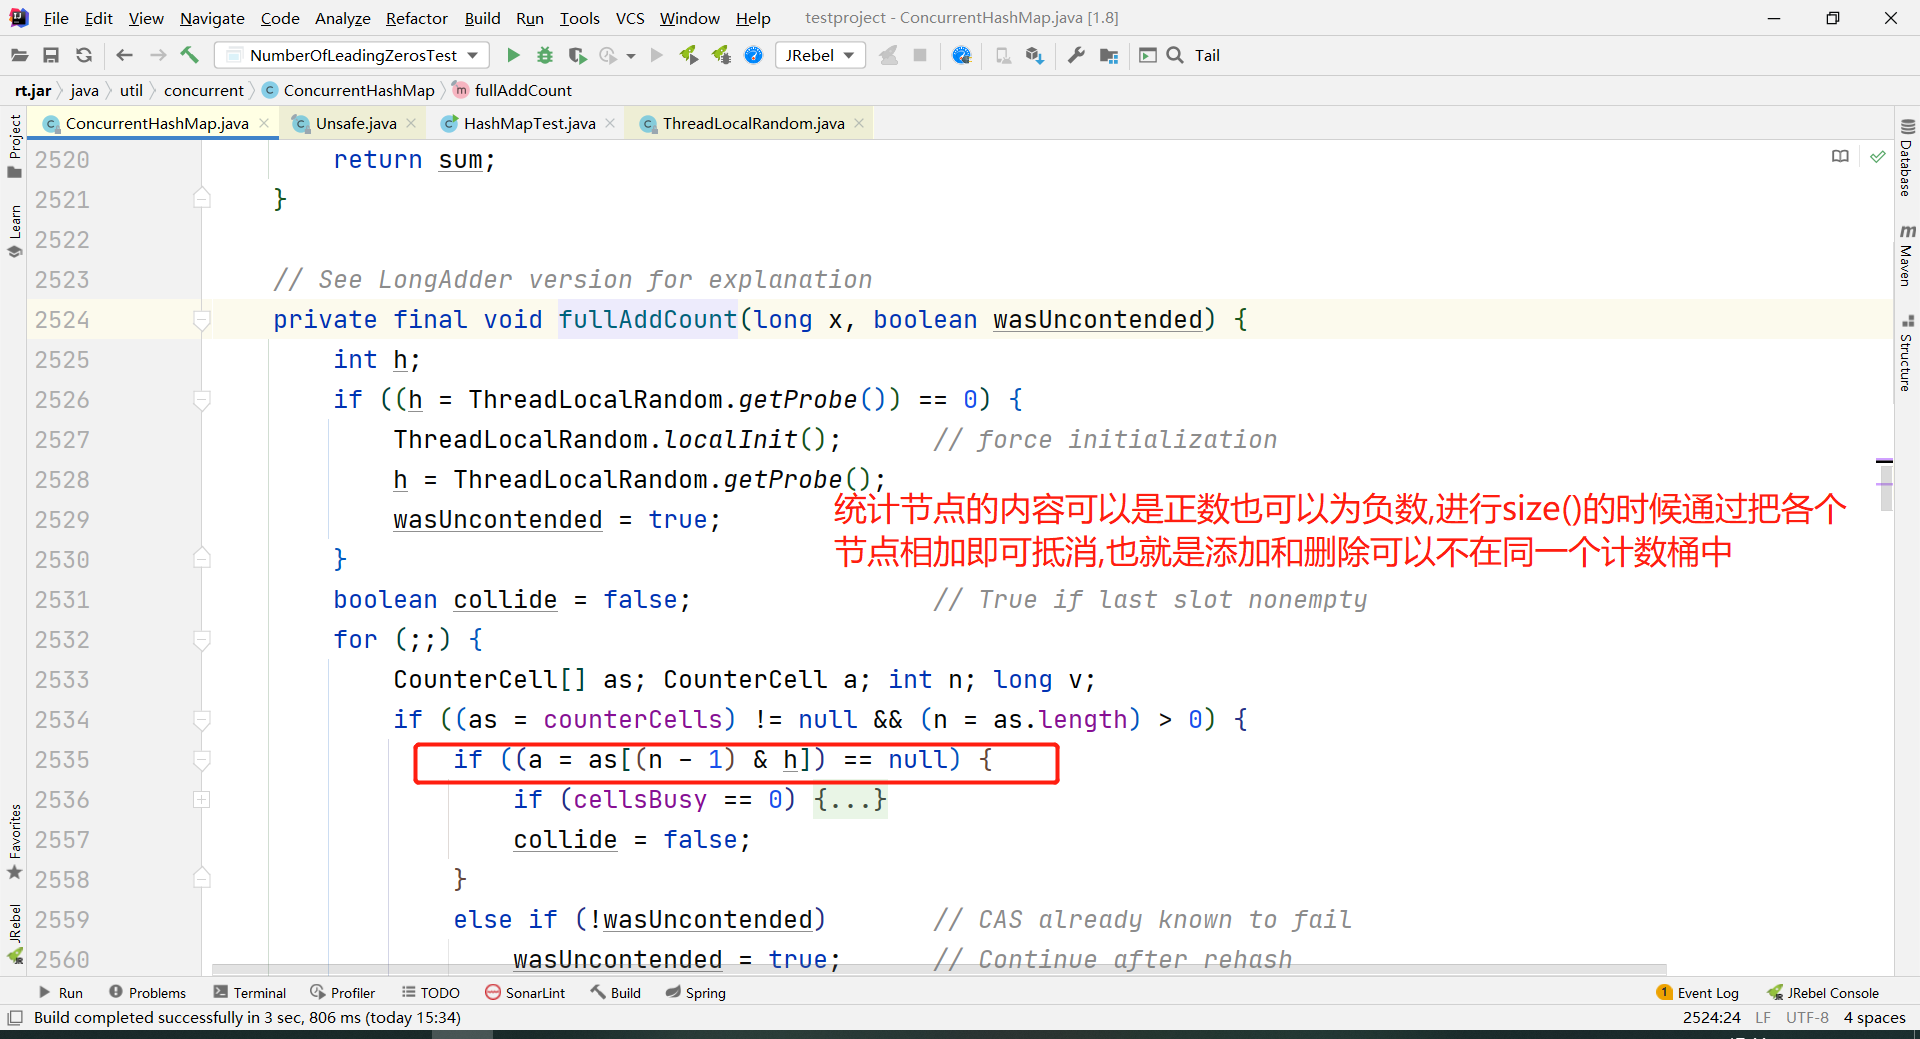 File Edit View Navigate Code Analyze Refactor Build Run Tools VCS Window Help testproject - ConcurrentHashMap.java [1.8]
NumberOfLeadingZerosTest JRebel Tail
rt.jar java util concurrent ConcurrentHashMap fullAddCount
ConcurrentHashMap.java Unsafe.java HashMapTest.java ThreadLocalRandom.java
Project
Learn
Favorites
JRebel
2520 return sum;
2521 }
2522
2523 // See LongAdder version for explanation
2524 private final void fullAddCount(long x, boolean wasUncontended) {
2525 int h;
2526 if ((h = ThreadLocalRandom.getProbe()) == 0) {
2527 ThreadLocalRandom.localInit(); // force initialization
2528 h = ThreadLocalRandom.getProbe();
2529 wasUncontended = true;
统计节点的内容可以是正数也可以为负数,进行size()的时候通过把各个
节点相加即可抵消,也就是添加和删除可以不在同一个计数桶中
2530 }
2531 boolean collide = false; // True if last slot nonempty
2532 for (;;) {
2533 CounterCell[] as; CounterCell a; int n; long v;
2534 if ((as = counterCells) != null && (n = as.length) > 0) {
2535 if ((a = as[(n - 1) & h]) == null) {
2536 if (cellsBusy == 0) {...}
2557 collide = false;
2558 }
2559 else if (!wasUncontended) // CAS already known to fail
2560 wasUncontended = true; // Continue after rehash
Database
Maven
Structure
Run Problems Terminal Profiler TODO SonarLint Build Spring 1 Event Log JRebel Console
Build completed successfully in 3 sec, 806 ms (today 15:34) 2524:24 LF UTF-8 4 spaces